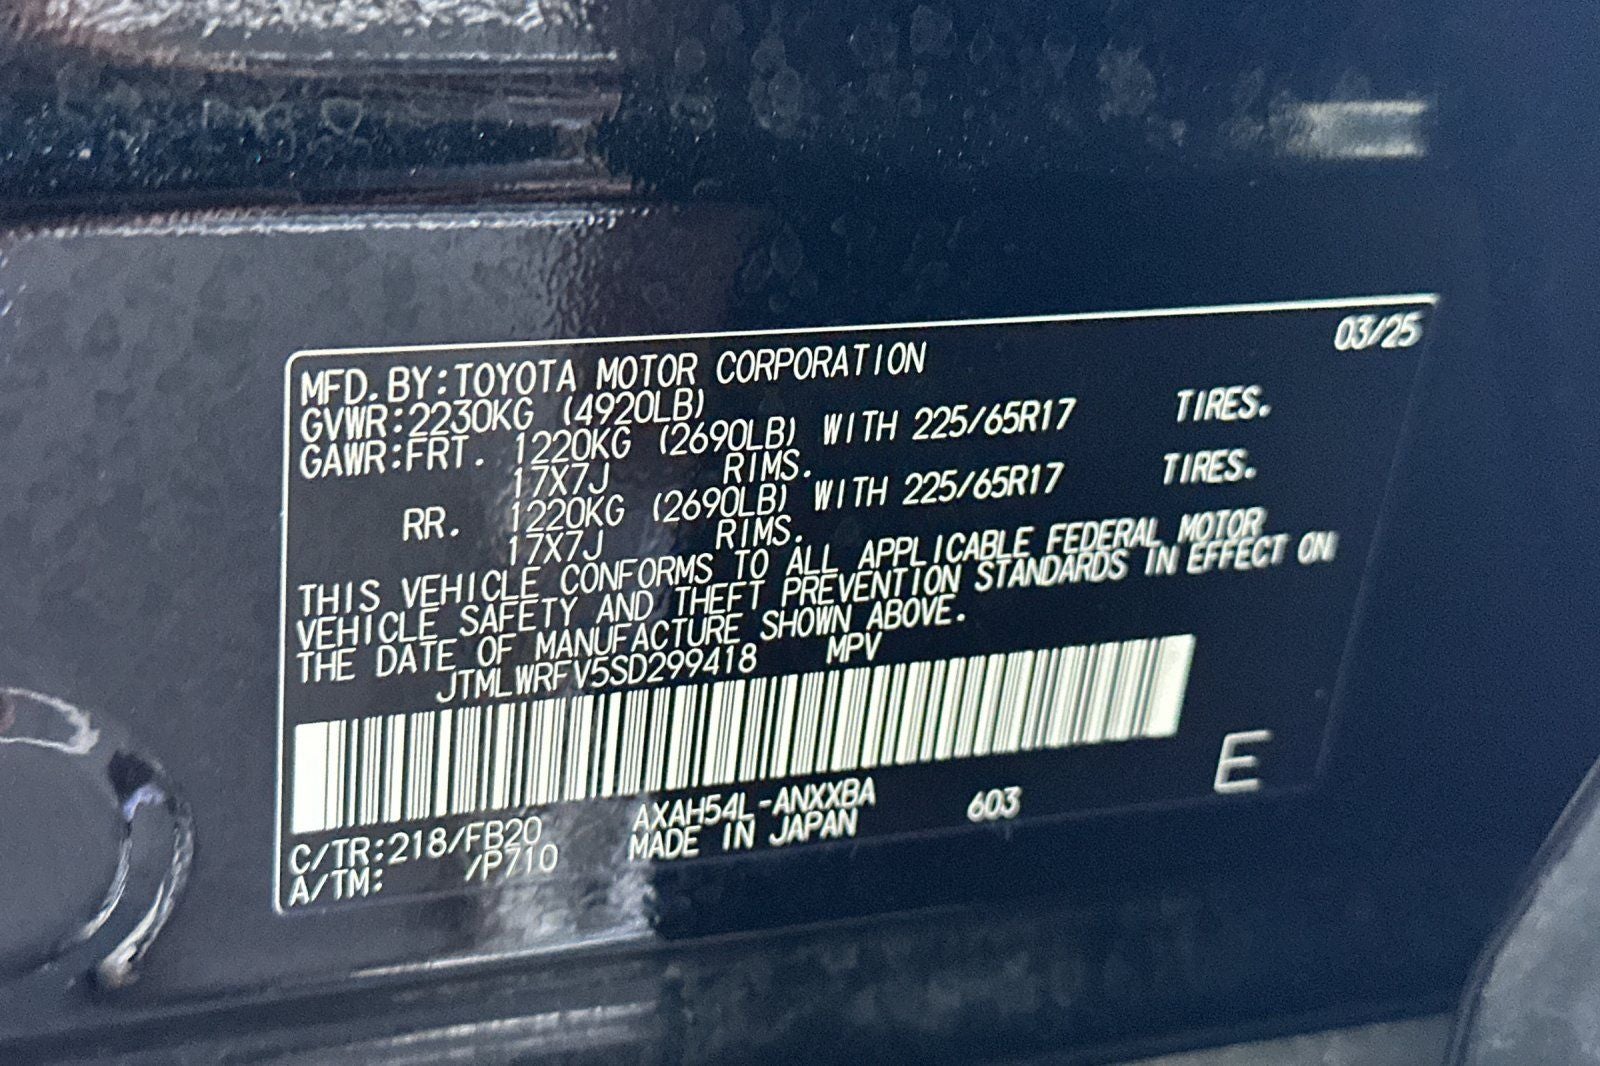 03/25
MFD.BY:TOYOTA MOTOR CORPORATION
GVWR:2230KG (4920LB)
GAWR:FRT. 1220KG (2690LB) WITH 225/65R17 TIRES.
17X7J RIMS.
RR. 1220KG (2690LB) WITH 225/65R17 TIRES.
17X7J RIMS.
THIS VEHICLE CONFORMS TO ALL APPLICABLE FEDERAL MOTOR
VEHICLE SAFETY AND THEFT PREVENTION STANDARDS IN EFFECT ON
THE DATE OF MANUFACTURE SHOWN ABOVE.
JTMLWRFV5SD299418 MPV
E
C/TR:218/FB20 AXAH54L-ANXXBA 603
A/TM: /P710 MADE IN JAPAN